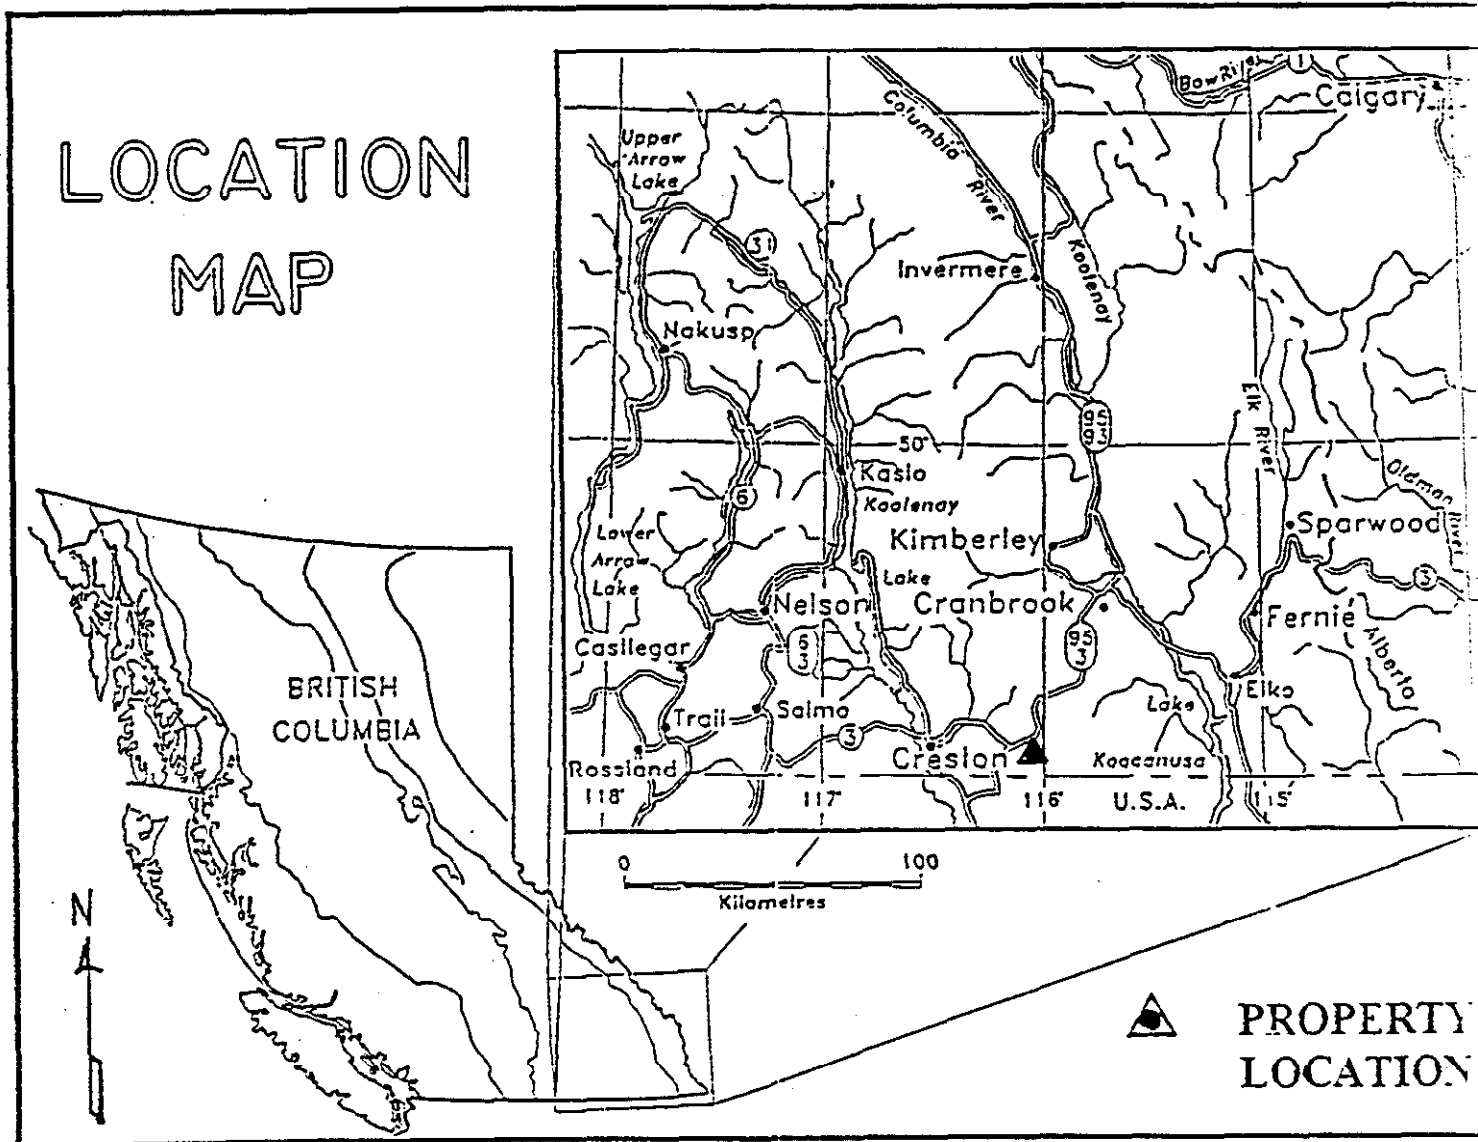 LOCATION
MAP
Upper
Arrow
Lake
Columbia
River
Bow River
1
Calgary
31
Invermere
Kootenay
Nakusp
95
93
Elk
River
50°
Kaslo
Kootenay
Lake
6
Oldman
River
Lower
Arrow
Lake
Kimberley
Sparwood
3
Nelson
Cranbrook
Fernie
Castlegar
6
3
95
3
Alberta
BRITISH
COLUMBIA
Trail
Salmo
Elko
Lake
Koocanusa
3
Rossland
Creston
118°
117°
116°
U.S.A.
115°
0
100
Kilometres
N
PROPERTY
LOCATION